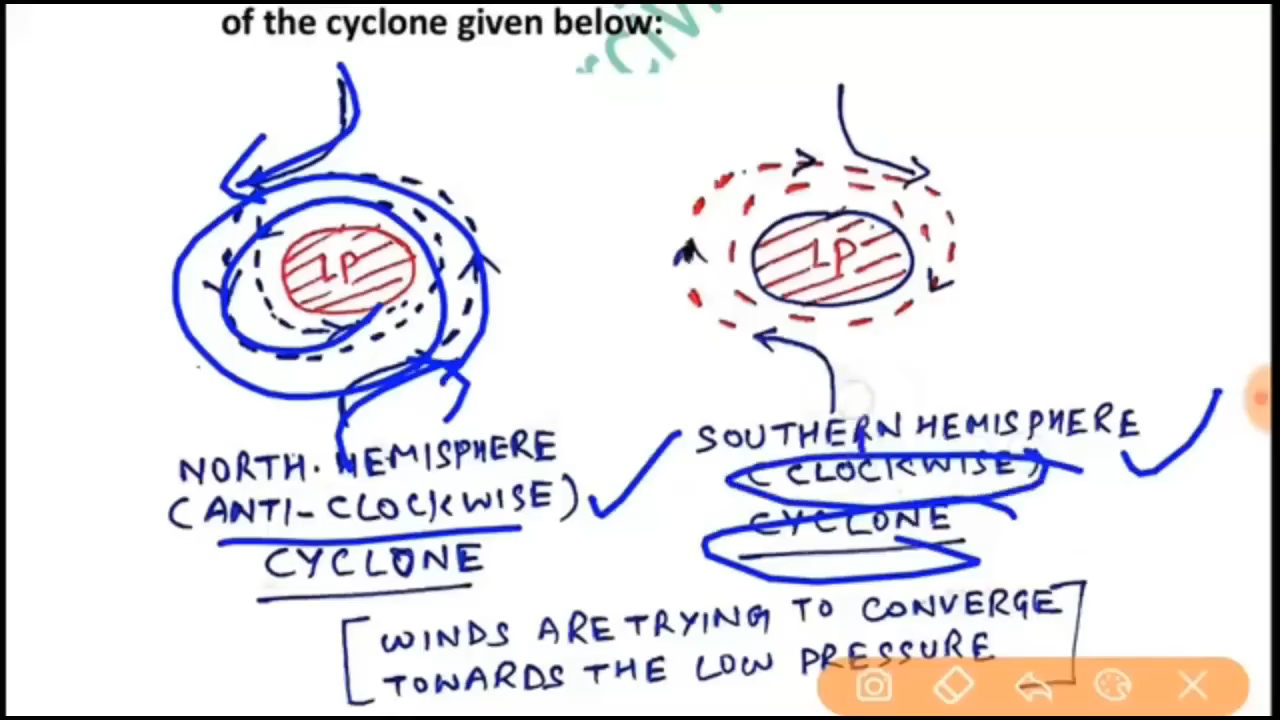 of the cyclone given below:
LP
LP
NORTH. HEMISPHERE
(ANTI-CLOCKWISE)
CYCLONE
SOUTHERN HEMISPHERE
(CLOCKWISE)
CYCLONE
[WINDS ARE TRYING TO CONVERGE
TOWARDS THE LOW PRESSURE]